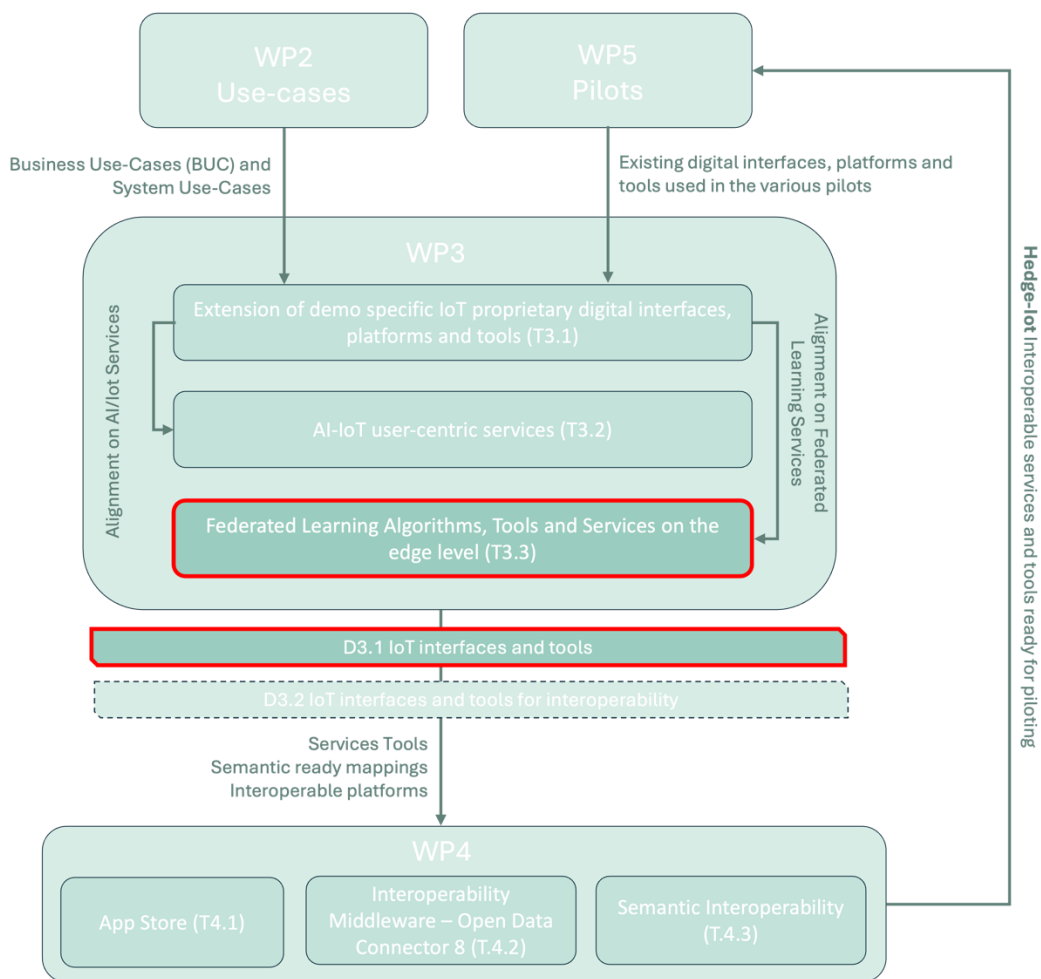 WP2
Use-cases
WP5
Pilots
Business Use-Cases (BUC) and
System Use-Cases
Existing digital interfaces, platforms and
tools used in the various pilots
WP3
Extension of demo specific IoT proprietary digital interfaces,
platforms and tools (T3.1)
Alignment on AI/Iot Services
Alignment on Federated
Learning Services
AI-IoT user-centric services (T3.2)
Federated Learning Algorithms, Tools and Services on the
edge level (T3.3)
Hedge-Iot Interoperable services and tools ready for piloting
D3.1 IoT interfaces and tools
D3.2 IoT interfaces and tools for interoperability
Services Tools
Semantic ready mappings
Interoperable platforms
WP4
App Store (T4.1)
Interoperability
Middleware – Open Data
Connector 8 (T.4.2)
Semantic Interoperability
(T.4.3)